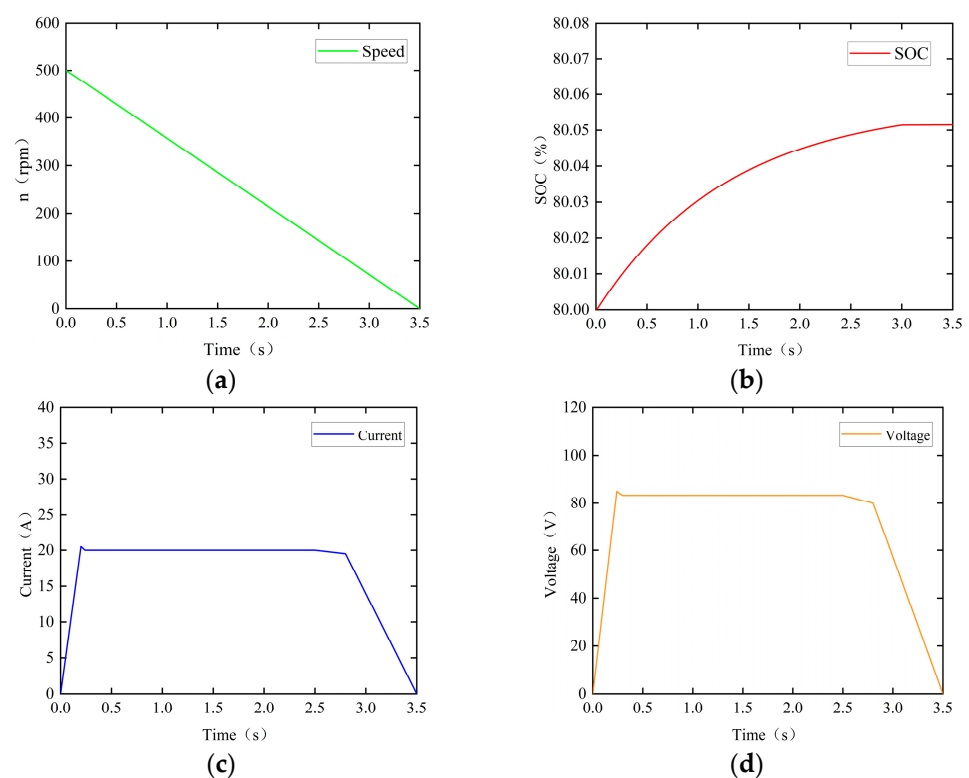 600
500
400
300
200
100
0
n（rpm）
Speed
0.0 0.5 1.0 1.5 2.0 2.5 3.0 3.5
Time（s）
(a)
80.08
80.06
80.05
80.04
80.03
80.01
80.00
SOC（%）
SOC
0.0 0.5 1.0 1.5 2.0 2.5 3.0 3.5
Time（s）
(b)
40
35
30
25
20
15
10
5
0
Current（A）
Current
0.0 0.5 1.0 1.5 2.0 2.5 3.0 3.5
Time（s）
(c)
120
100
80
60
40
20
0
Voltage（V）
Voltage
0.0 0.5 1.0 1.5 2.0 2.5 3.0 3.5
Time（s）
(d)